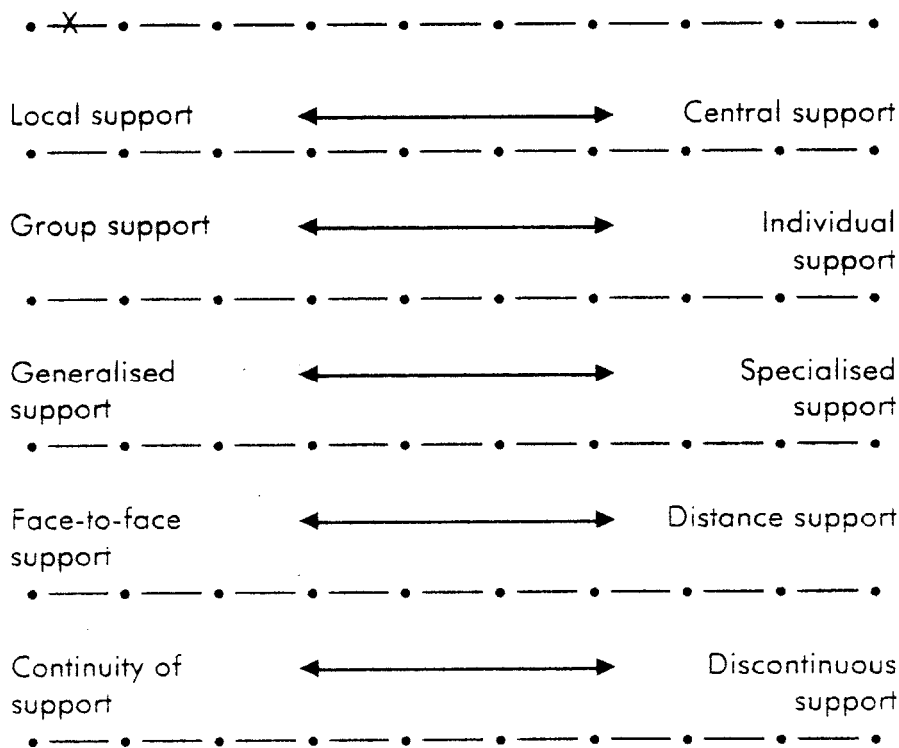 X
Local support Central support
Group support Individual
support
Generalised Specialised
support support
Face-to-face Distance support
support
Continuity of Discontinuous
support support